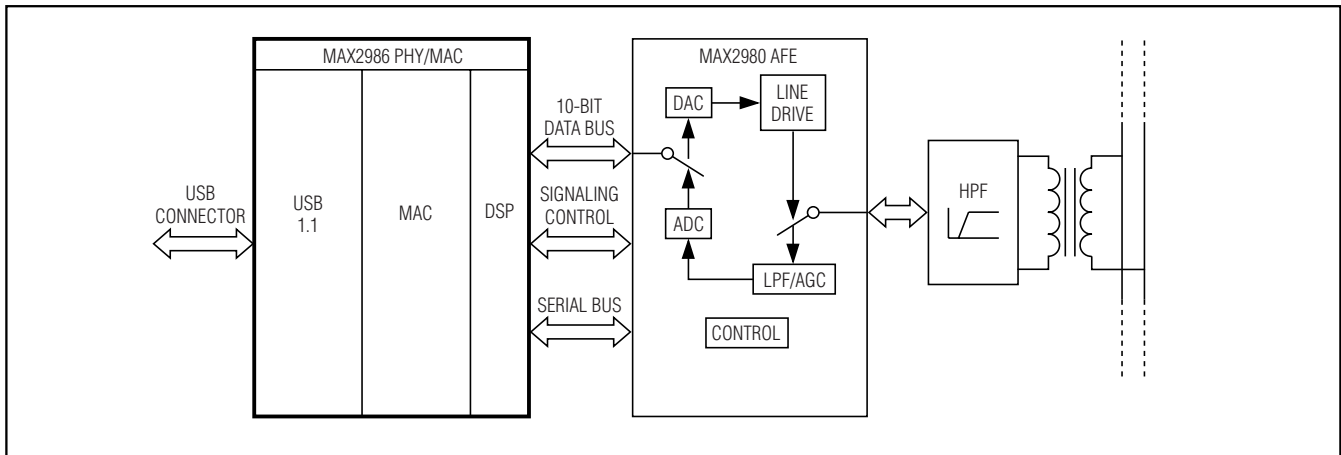 MAX2986 PHY/MAC
USB
CONNECTOR
USB
1.1
MAC
DSP
10-BIT
DATA BUS
SIGNALING
CONTROL
SERIAL BUS
MAX2980 AFE
DAC
LINE
DRIVE
ADC
LPF/AGC
CONTROL
HPF